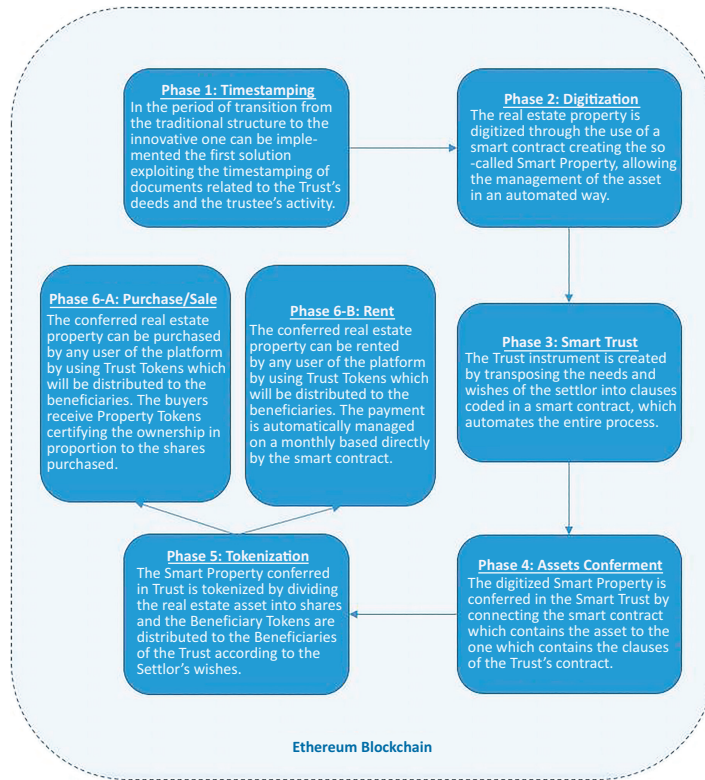 Phase 1: Timestamping
In the period of transition from
the traditional structure to the
innovative one can be imple-
mented the first solution
exploiting the timestamping of
documents related to the Trust's
deeds and the trustee's activity.
Phase 2: Digitization
The real estate property is
digitized through the use of a
smart contract creating the so
-called Smart Property, allowing
the management of the asset
in an automated way.
Phase 3: Smart Trust
The Trust instrument is created
by transposing the needs and
wishes of the settlor into clauses
coded in a smart contract, which
automates the entire process.
Phase 4: Assets Conferment
The digitized Smart Property is
conferred in the Smart Trust by
connecting the smart contract
which contains the asset to the
one which contains the clauses
of the Trust's contract.
Phase 5: Tokenization
The Smart Property conferred
in Trust is tokenized by dividing
the real estate asset into shares
and the Beneficiary Tokens are
distributed to the Beneficiaries
of the Trust according to the
Settlor's wishes.
Phase 6-A: Purchase/Sale
The conferred real estate
property can be purchased
by any user of the platform
by using Trust Tokens which
will be distributed to the
beneficiaries. The buyers
receive Property Tokens
certifying the ownership in
proportion to the shares
purchased.
Phase 6-B: Rent
The conferred real estate
property can be rented
by any user of the platform
by using Trust Tokens which
will be distributed to the
beneficiaries. The payment
is automatically managed
on a monthly based directly
by the smart contract.
Ethereum Blockchain